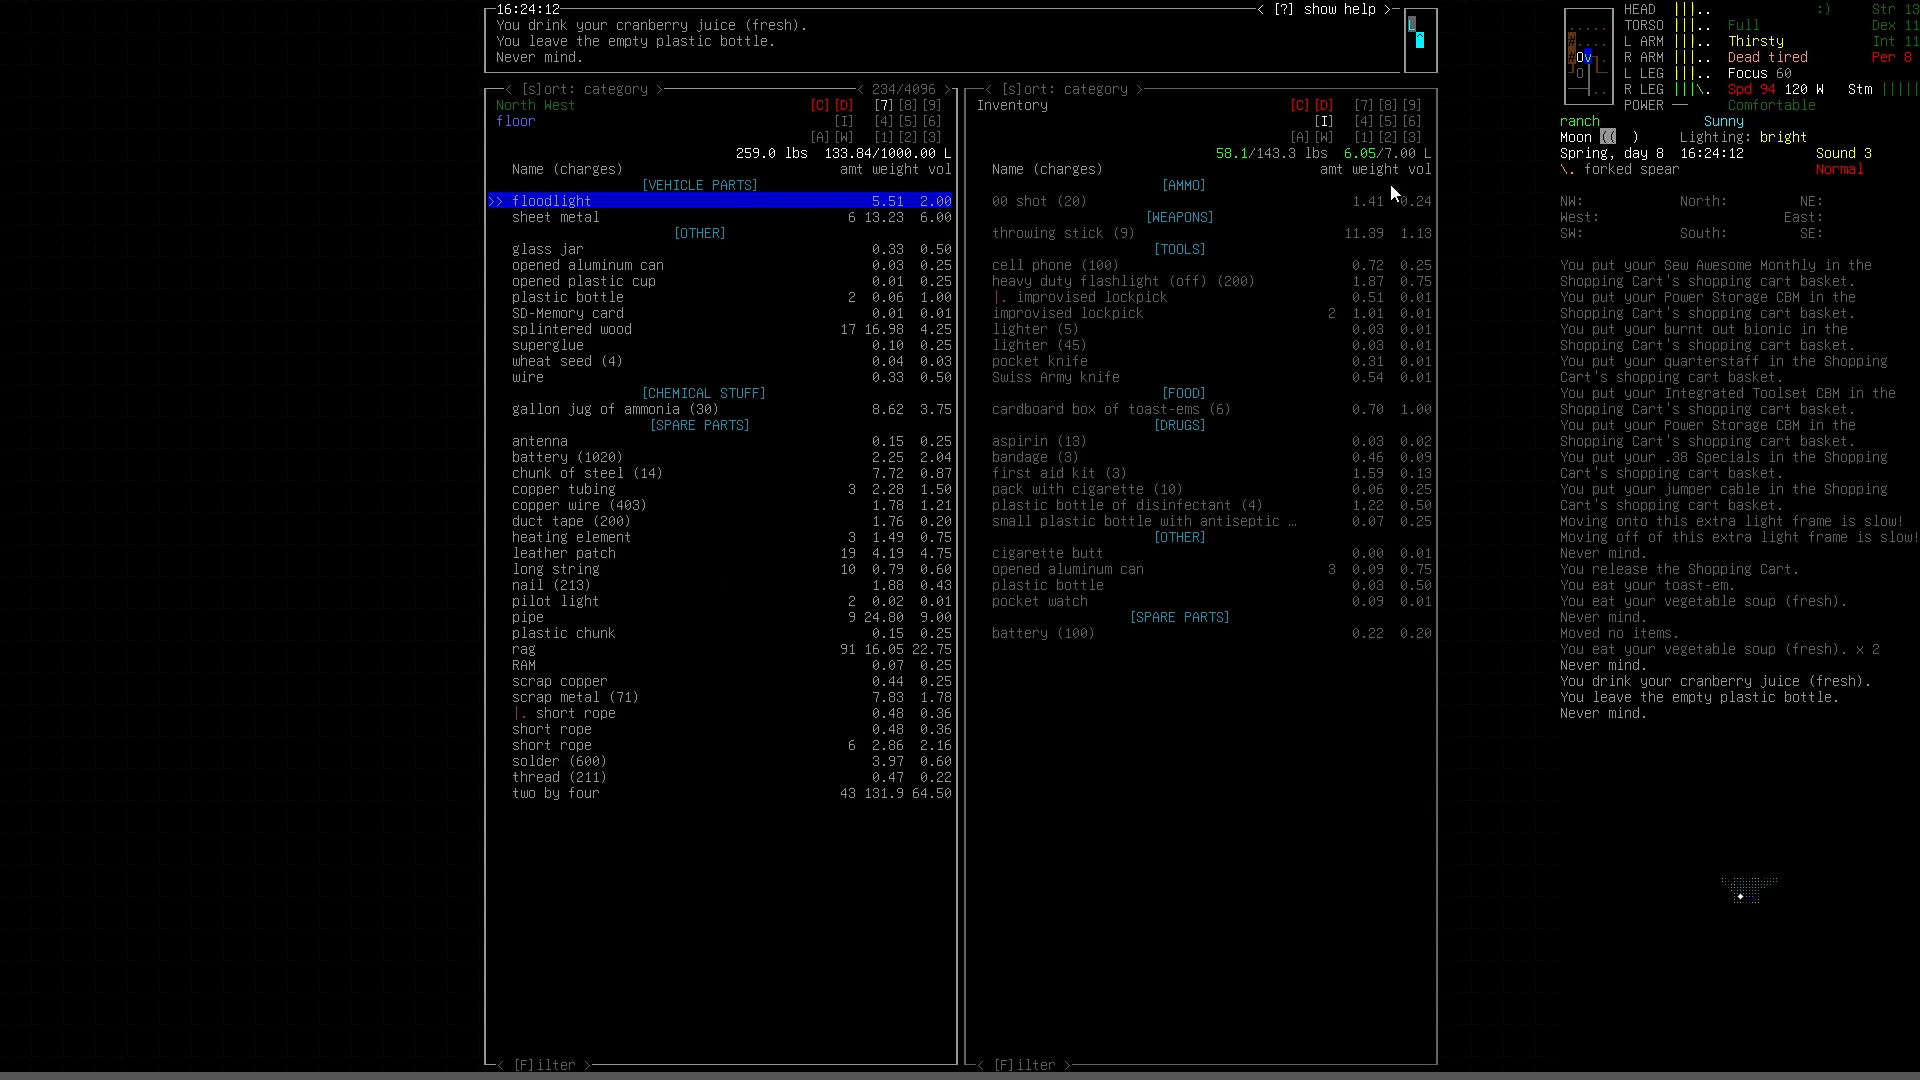 16:24:12 < [?] show help >
You drink your cranberry juice (fresh).
You leave the empty plastic bottle.
Never mind.
< [s]ort: category > < 234/4096 >
North West [C] [D] [7] [8] [9]
floor [I] [4] [5] [6]
[A] [W] [1] [2] [3]
259.0 lbs 133.84/1000.00 L
Name (charges) amt weight vol
[VEHICLE PARTS]
>> floodlight 5.51 2.00
sheet metal 6 13.23 6.00
[OTHER]
glass jar 0.33 0.50
opened aluminum can 0.03 0.25
opened plastic cup 0.01 0.25
plastic bottle 2 0.06 1.00
SD-Memory card 0.01 0.01
splintered wood 17 16.98 4.25
superglue 0.10 0.25
wheat seed (4) 0.04 0.03
wire 0.33 0.50
[CHEMICAL STUFF]
gallon jug of ammonia (30) 8.62 3.75
[SPARE PARTS]
antenna 0.15 0.25
battery (1020) 2.25 2.04
chunk of steel (14) 7.72 0.87
copper tubing 3 2.28 1.50
copper wire (403) 1.78 1.21
duct tape (200) 1.76 0.20
heating element 3 1.49 0.75
leather patch 19 4.19 4.75
long string 10 0.79 0.60
nail (213) 1.88 0.43
pilot light 2 0.02 0.01
pipe 9 24.80 9.00
plastic chunk 0.15 0.25
rag 91 16.05 22.75
RAM 0.07 0.25
scrap copper 0.44 0.25
scrap metal (71) 7.83 1.78
|. short rope 0.48 0.36
short rope 0.48 0.36
short rope 6 2.86 2.16
solder (600) 3.97 0.60
thread (211) 0.47 0.22
two by four 43 131.9 64.50
< [F]ilter >
< [s]ort: category >
Inventory [C] [D] [7] [8] [9]
[I] [4] [5] [6]
[A] [W] [1] [2] [3]
58.1/143.3 lbs 6.05/7.00 L
Name (charges) amt weight vol
[AMMO]
00 shot (20) 1.41 0.24
[WEAPONS]
throwing stick (9) 11.39 1.13
[TOOLS]
cell phone (100) 0.72 0.25
heavy duty flashlight (off) (200) 1.87 0.75
|. improvised lockpick 0.51 0.01
improvised lockpick 2 1.01 0.01
lighter (5) 0.03 0.01
lighter (45) 0.03 0.01
pocket knife 0.31 0.01
Swiss Army knife 0.54 0.01
[FOOD]
cardboard box of toast-ems (6) 0.70 1.00
[DRUGS]
aspirin (13) 0.03 0.02
bandage (3) 0.46 0.09
first aid kit (3) 1.59 0.13
pack with cigarette (10) 0.06 0.25
plastic bottle of disinfectant (4) 1.22 0.50
small plastic bottle with antiseptic … 0.07 0.25
[OTHER]
cigarette butt 0.00 0.01
opened aluminum can 3 0.09 0.75
plastic bottle 0.03 0.50
pocket watch 0.09 0.01
[SPARE PARTS]
battery (100) 0.22 0.20
< [F]ilter >
HEAD |||.. :) Str 13
TORSO |||.. Full Dex 11
L ARM |||.. Thirsty Int 11
R ARM |||.. Dead tired Per 8
L LEG |||.. Focus 60
R LEG |||\. Spd 94 120 W Stm |||||
POWER — Comfortable
ranch Sunny
Moon (( ) Lighting: bright
Spring, day 8 16:24:12 Sound 3
\. forked spear Normal
NW: North: NE:
West: East:
SW: South: SE:
You put your Sew Awesome Monthly in the
Shopping Cart's shopping cart basket.
You put your Power Storage CBM in the
Shopping Cart's shopping cart basket.
You put your burnt out bionic in the
Shopping Cart's shopping cart basket.
You put your quarterstaff in the Shopping
Cart's shopping cart basket.
You put your Integrated Toolset CBM in the
Shopping Cart's shopping cart basket.
You put your Power Storage CBM in the
Shopping Cart's shopping cart basket.
You put your .38 Specials in the Shopping
Cart's shopping cart basket.
You put your jumper cable in the Shopping
Cart's shopping cart basket.
Moving onto this extra light frame is slow!
Moving off of this extra light frame is slow!
Never mind.
You release the Shopping Cart.
You eat your toast-em.
You eat your vegetable soup (fresh).
Never mind.
Moved no items.
You eat your vegetable soup (fresh). x 2
Never mind.
You drink your cranberry juice (fresh).
You leave the empty plastic bottle.
Never mind.